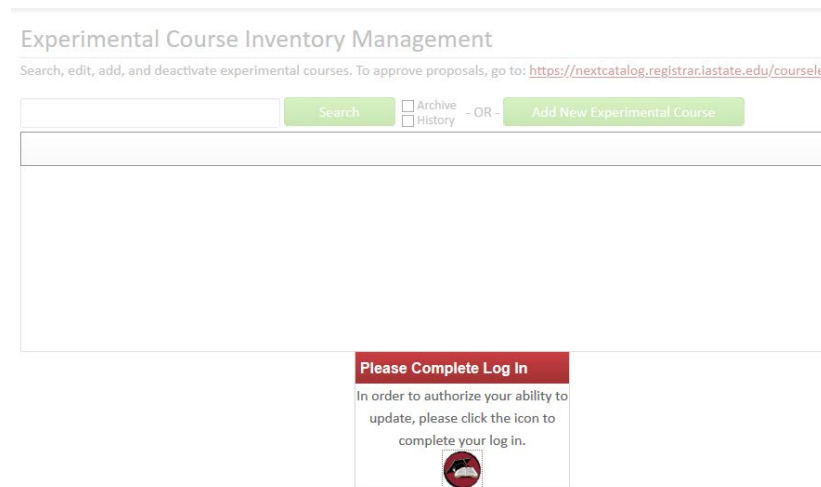 Experimental Course Inventory Management
Search, edit, add, and deactivate experimental courses. To approve proposals, go to: https://nextcatalog.registrar.iastate.edu/coursele
Search
Archive
History
- OR -
Add New Experimental Course
Please Complete Log In
In order to authorize your ability to
update, please click the icon to
complete your log in.